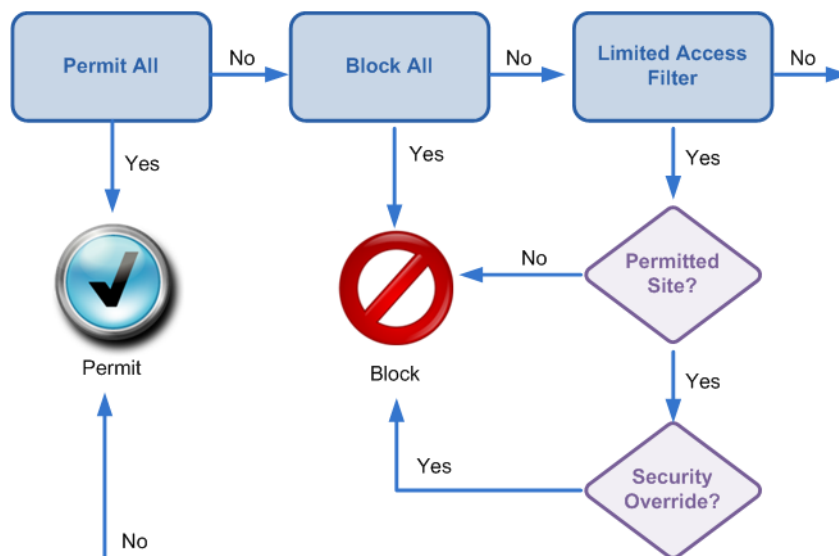 Permit All
No
Block All
No
Limited Access
Filter
No
Yes
Yes
Yes
No
Permitted
Site?
Permit
Block
Yes
Yes
Security
Override?
No